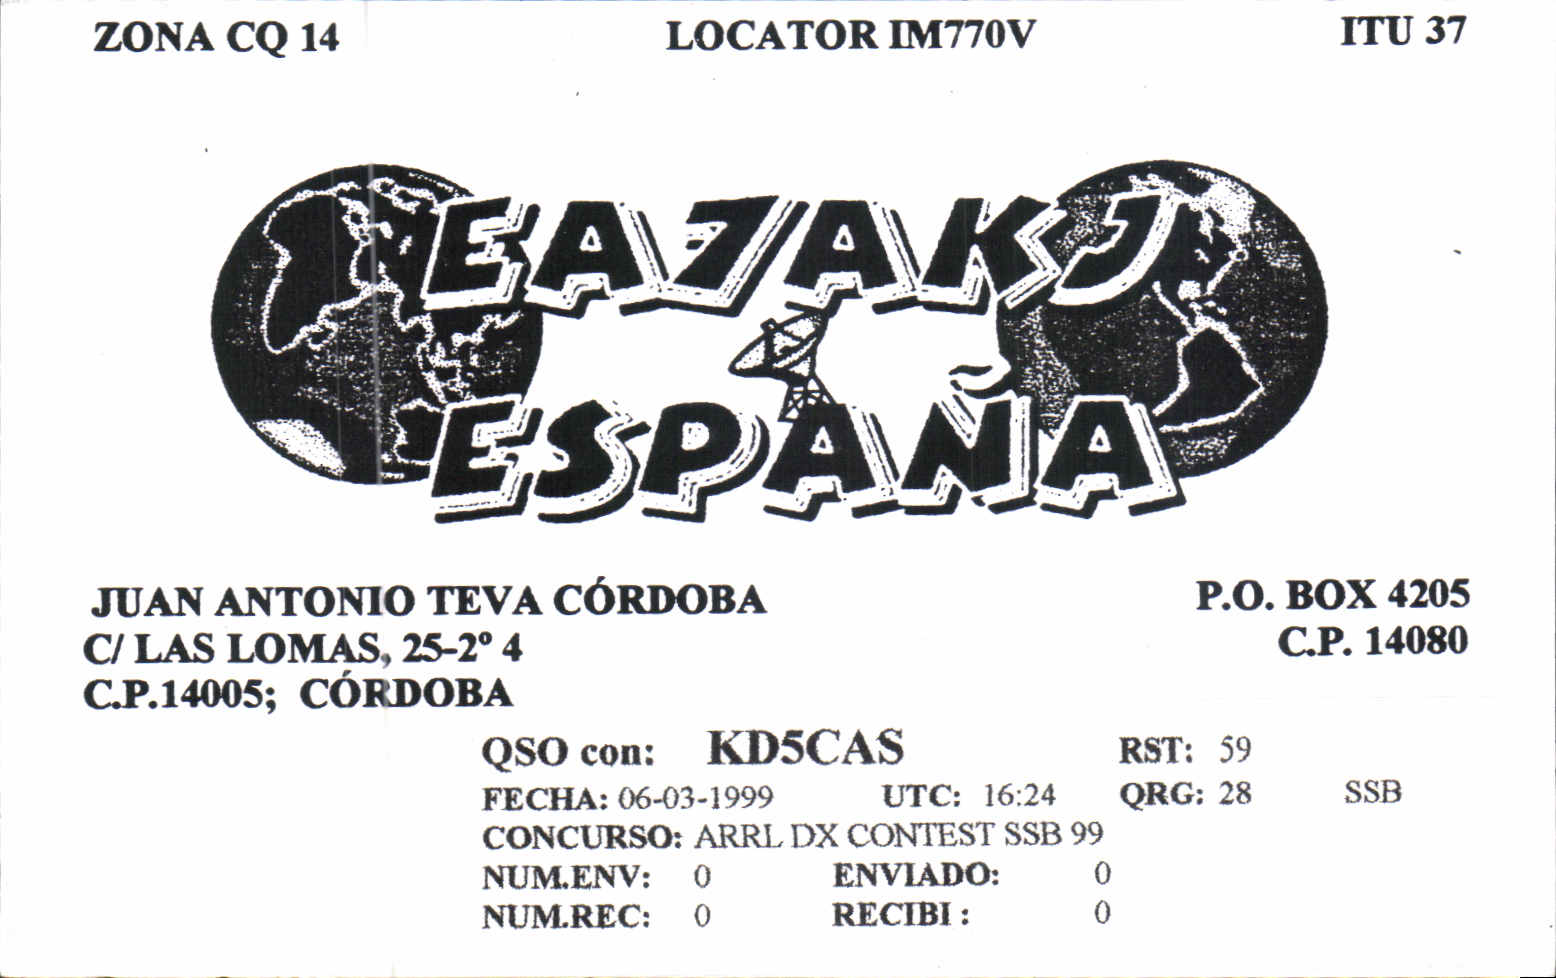 ZONA CQ 14 LOCATOR IM770V ITU 37
EA7AKJ
ESPAÑA
JUAN ANTONIO TEVA CÓRDOBA P.O. BOX 4205
C/ LAS LOMAS, 25-2º 4 C.P. 14080
C.P.14005; CÓRDOBA
QSO con: KD5CAS RST: 59
FECHA: 06-03-1999 UTC: 16:24 QRG: 28 SSB
CONCURSO: ARRL DX CONTEST SSB 99
NUM.ENV: 0 ENVIADO: 0
NUM.REC: 0 RECIBI : 0